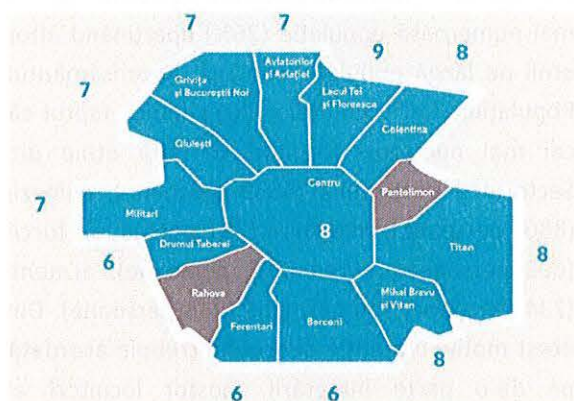 7 7
9 8
Aviatorilor
și Aviației
Grivița
și Bucureștii Noi
Lacul Tei
și Floreasca
7
Colentina
Giulești
Centru
Pantelimon
7
Militari
8
Drumul Taberei
Titan
8
6
Rahova
Mihai Bravu
și Vitan
Ferentari
Berceni
8
6 6